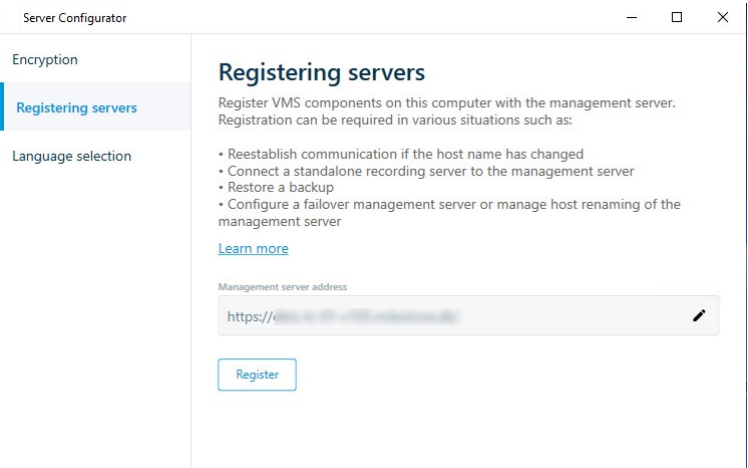 Server Configurator
Encryption
Registering servers
Language selection
Registering servers
Register VMS components on this computer with the management server.
Registration can be required in various situations such as:
• Reestablish communication if the host name has changed
• Connect a standalone recording server to the management server
• Restore a backup
• Configure a failover management server or manage host renaming of the
management server
Learn more
Management server address
https://
Register